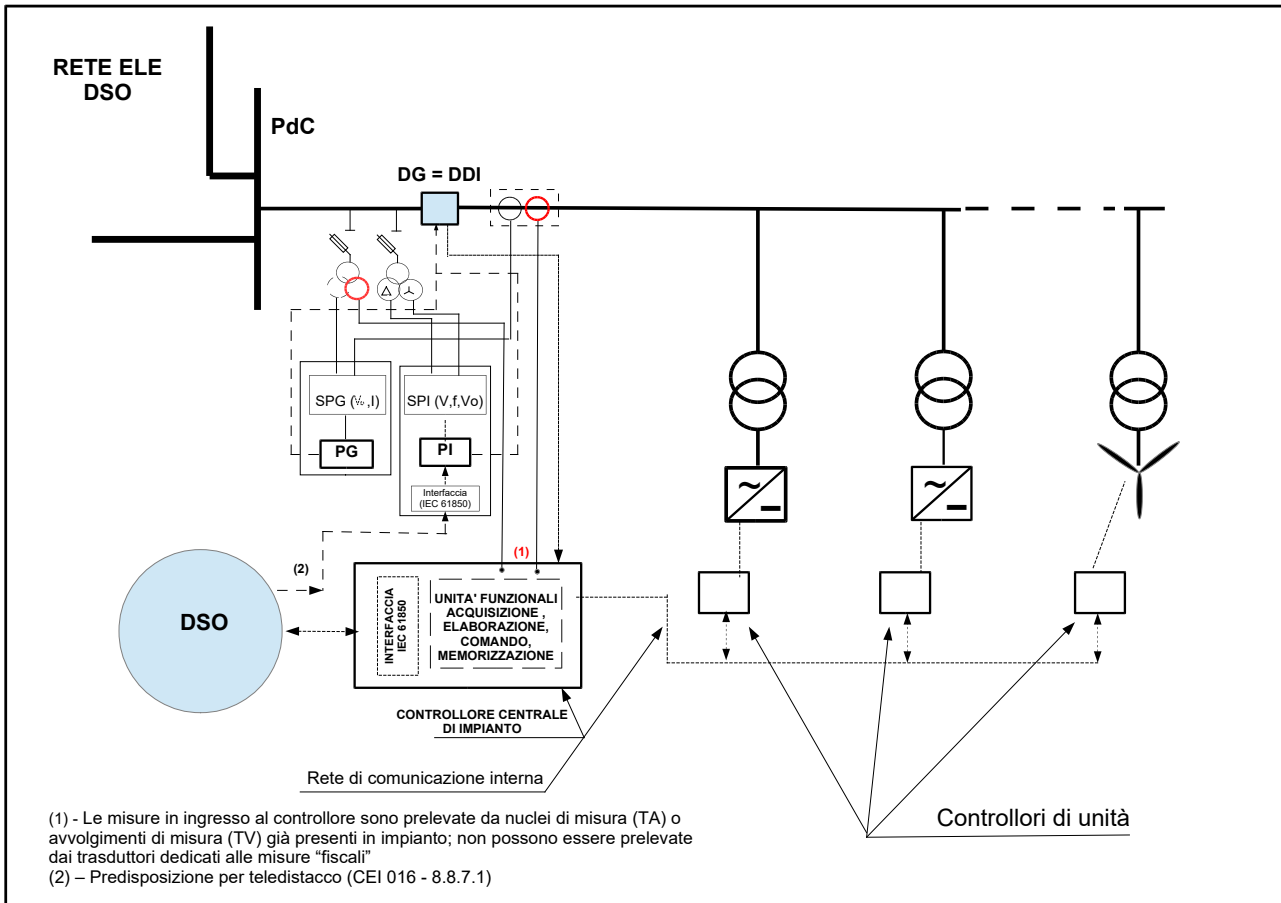 RETE ELE
DSO
PdC
DG = DDI
SPG (V₀,I)
SPI (V,f,Vo)
PG
PI
Interfaccia
(IEC 61850)
(1)
(2)
DSO
INTERFACCIA
IEC 61850
UNITA' FUNZIONALI
ACQUISIZIONE ,
ELABORAZIONE,
COMANDO,
MEMORIZZAZIONE
CONTROLLORE CENTRALE
DI IMPIANTO
Rete di comunicazione interna
Controllori di unità
(1) - Le misure in ingresso al controllore sono prelevate da nuclei di misura (TA) o
avvolgimenti di misura (TV) già presenti in impianto; non possono essere prelevate
dai trasduttori dedicati alle misure “fiscali”
(2) – Predisposizione per teledistacco (CEI 016 - 8.8.7.1)